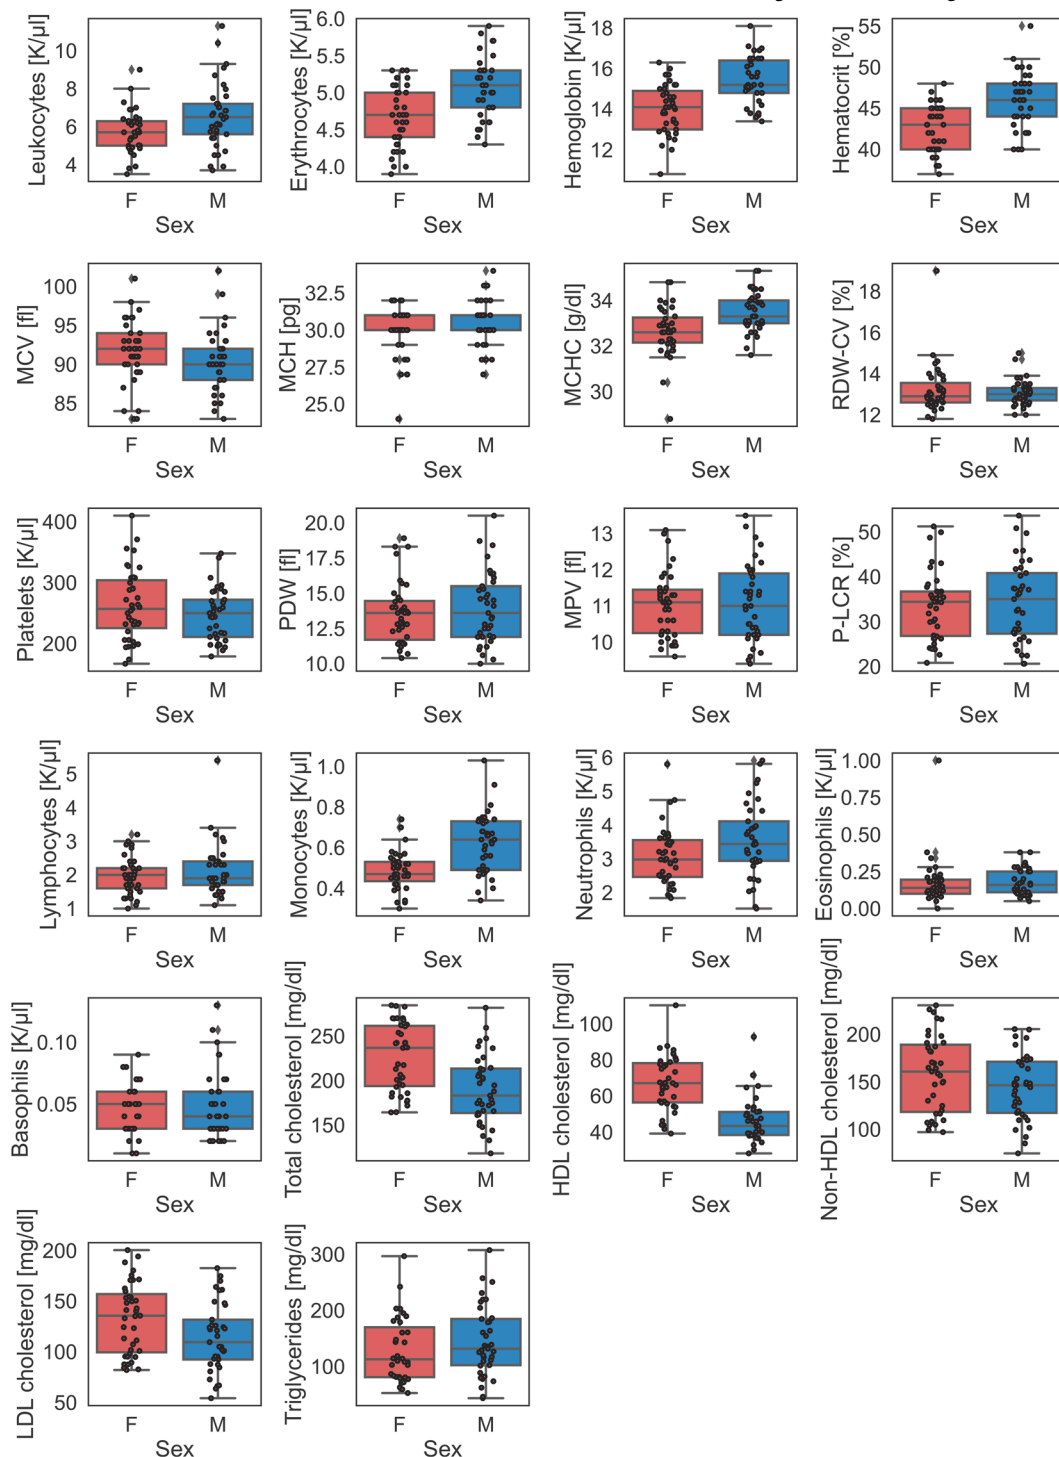 Leukocytes [K/µl]
10
8
6
4
F M
Sex
Erythrocytes [K/µl]
6.0
5.5
5.0
4.5
4.0
F M
Sex
Hemoglobin [K/µl]
18
16
14
12
F M
Sex
Hematocrit [%]
55
50
45
40
F M
Sex
MCV [fl]
100
95
90
85
F M
Sex
MCH [pg]
32.5
30.0
27.5
25.0
F M
Sex
MCHC [g/dl]
34
32
30
F M
Sex
RDW-CV [%]
18
16
14
12
F M
Sex
Platelets [K/µl]
400
300
200
F M
Sex
PDW [fl]
20.0
17.5
15.0
12.5
10.0
F M
Sex
MPV [fl]
13
12
11
10
F M
Sex
P-LCR [%]
50
40
30
20
F M
Sex
Lymphocytes [K/µl]
5
4
3
2
1
F M
Sex
Monocytes [K/µl]
1.0
0.8
0.6
0.4
F M
Sex
Neutrophils [K/µl]
6
5
4
3
2
F M
Sex
Eosinophils [K/µl]
1.00
0.75
0.50
0.25
0.00
F M
Sex
Basophils [K/µl]
0.10
0.05
F M
Sex
Total cholesterol [mg/dl]
250
200
150
F M
Sex
HDL cholesterol [mg/dl]
100
80
60
40
F M
Sex
Non-HDL cholesterol [mg/dl]
200
150
100
F M
Sex
LDL cholesterol [mg/dl]
200
150
100
50
F M
Sex
Triglycerides [mg/dl]
300
200
100
F M
Sex